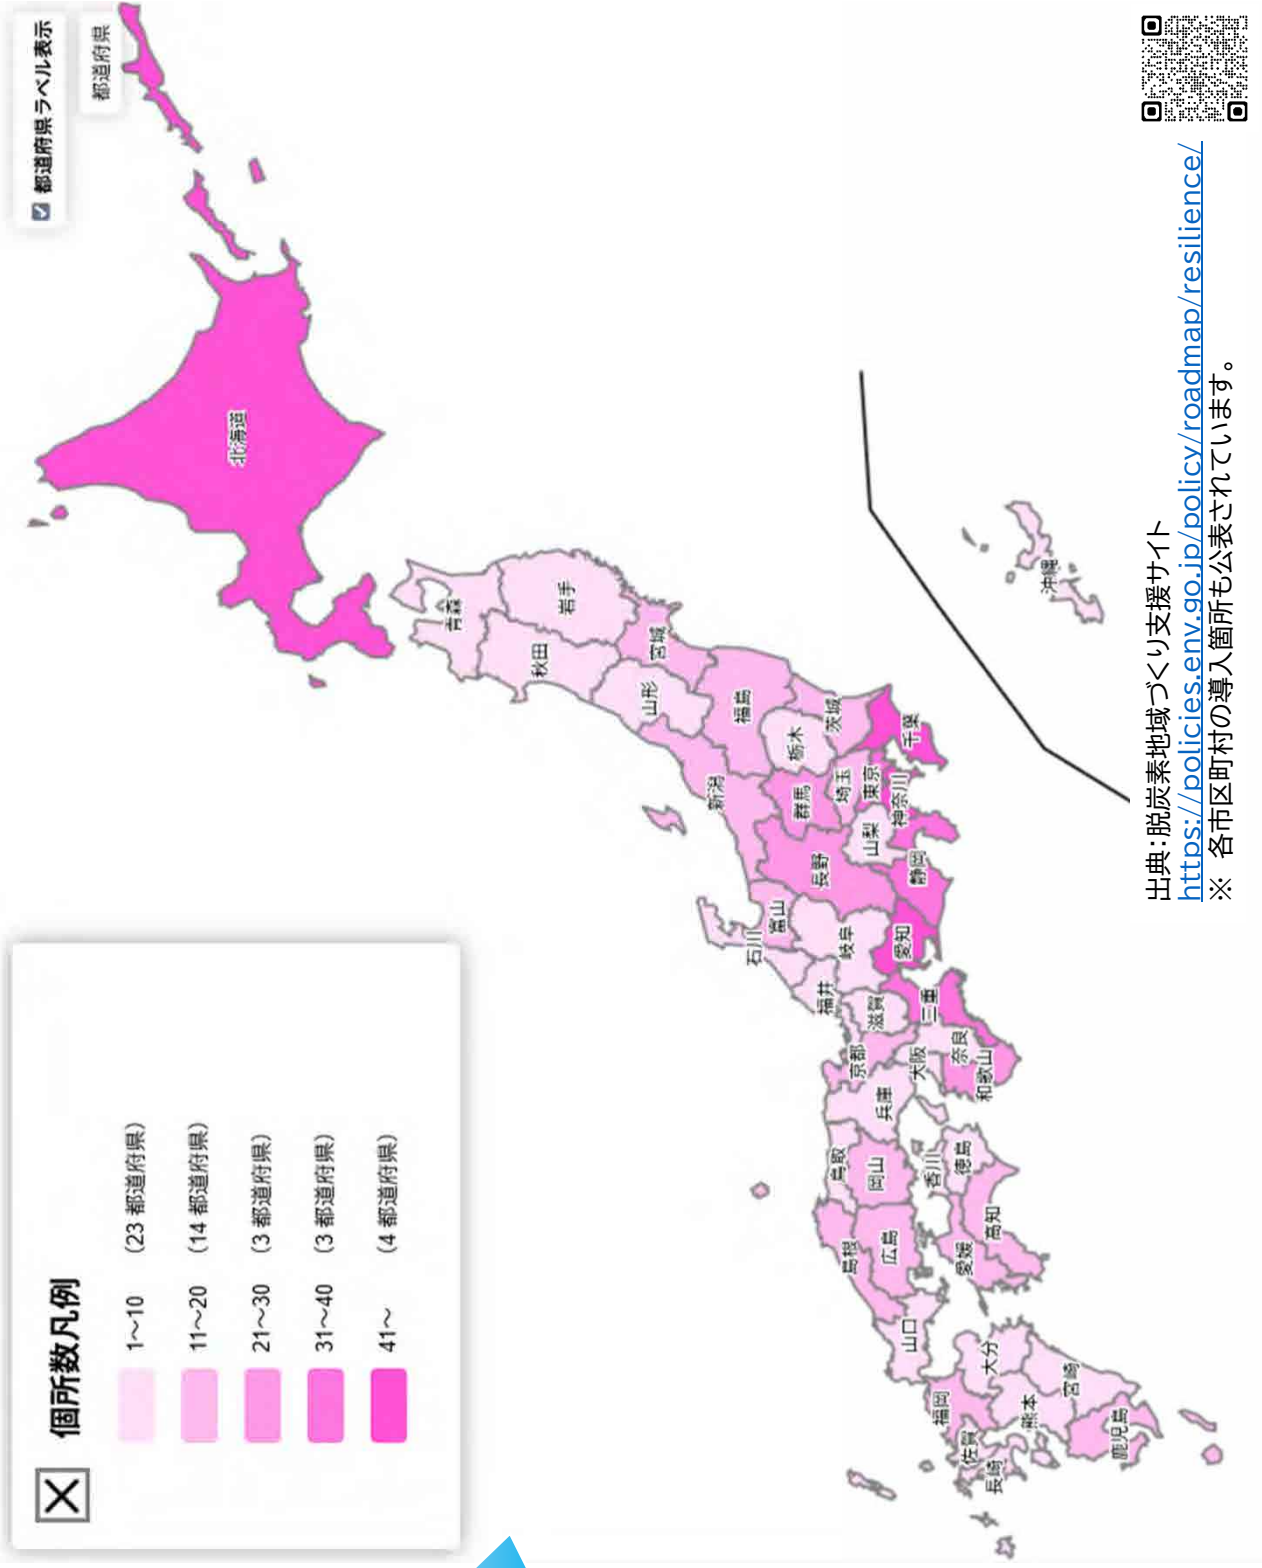 都道府県ラベル表示
都道府県
個所数凡例
1～10 (23 都道府県)
11～20 (14 都道府県)
21～30 (3 都道府県)
31～40 (3 都道府県)
41～ (4 都道府県)
北海道
青森
岩手
秋田
宮城
山形
福島
新潟
茨城
栃木
群馬
埼玉
千葉
東京
神奈川
山梨
長野
静岡
富山
石川
岐阜
愛知
福井
滋賀
三重
京都
大阪
奈良
和歌山
兵庫
鳥取
岡山
島根
広島
山口
香川
徳島
高知
愛媛
福岡
佐賀
長崎
大分
熊本
宮崎
鹿児島
沖縄
出典：脱炭素地域づくり支援サイト
https://policies.env.go.jp/policy/roadmap/resilience/
※ 各市区町村の導入箇所も公表されています。